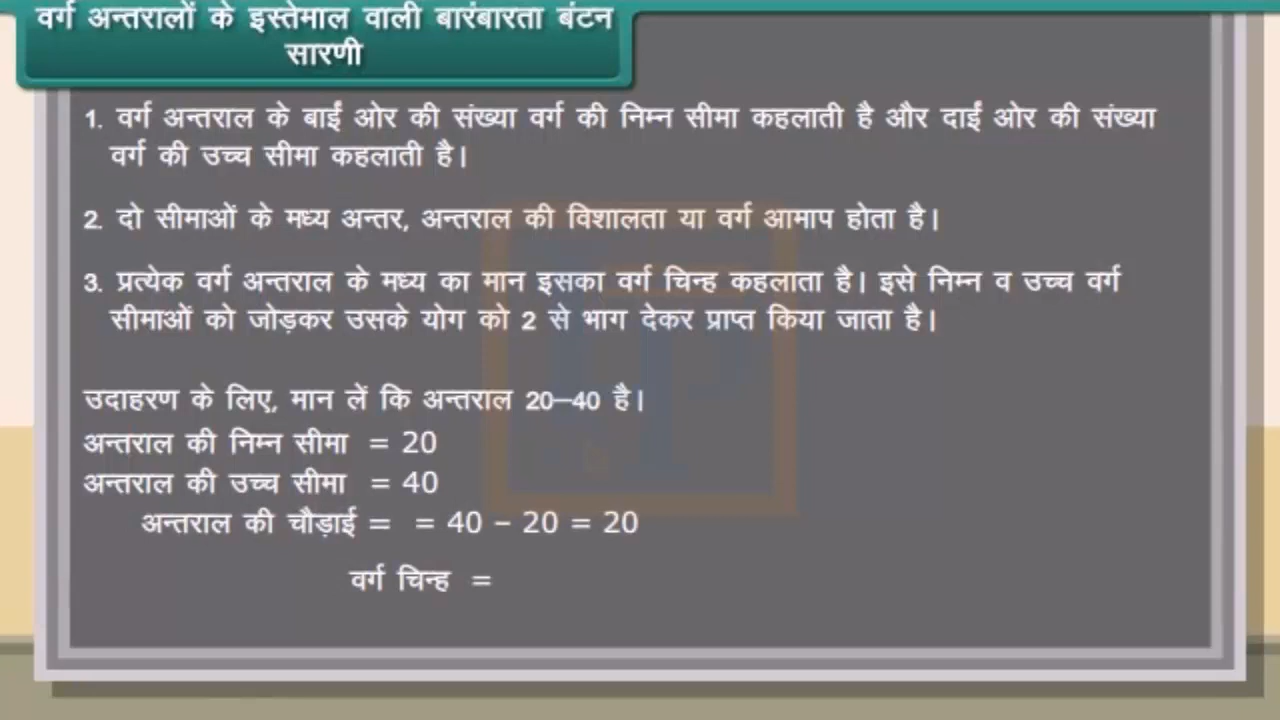 वर्ग अन्तरालों के इस्तेमाल वाली बारंबारता बंटन
सारणी
1. वर्ग अन्तराल के बाईं ओर की संख्या वर्ग की निम्न सीमा कहलाती है और दाईं ओर की संख्या
वर्ग की उच्च सीमा कहलाती है।
2. दो सीमाओं के मध्य अन्तर, अन्तराल की विशालता या वर्ग आमाप होता है।
3. प्रत्येक वर्ग अन्तराल के मध्य का मान इसका वर्ग चिन्ह कहलाता है। इसे निम्न व उच्च वर्ग
सीमाओं को जोड़कर उसके योग को 2 से भाग देकर प्राप्त किया जाता है।
उदाहरण के लिए, मान लें कि अन्तराल 20–40 है।
अन्तराल की निम्न सीमा = 20
अन्तराल की उच्च सीमा = 40
अन्तराल की चौड़ाई = = 40 – 20 = 20
वर्ग चिन्ह =